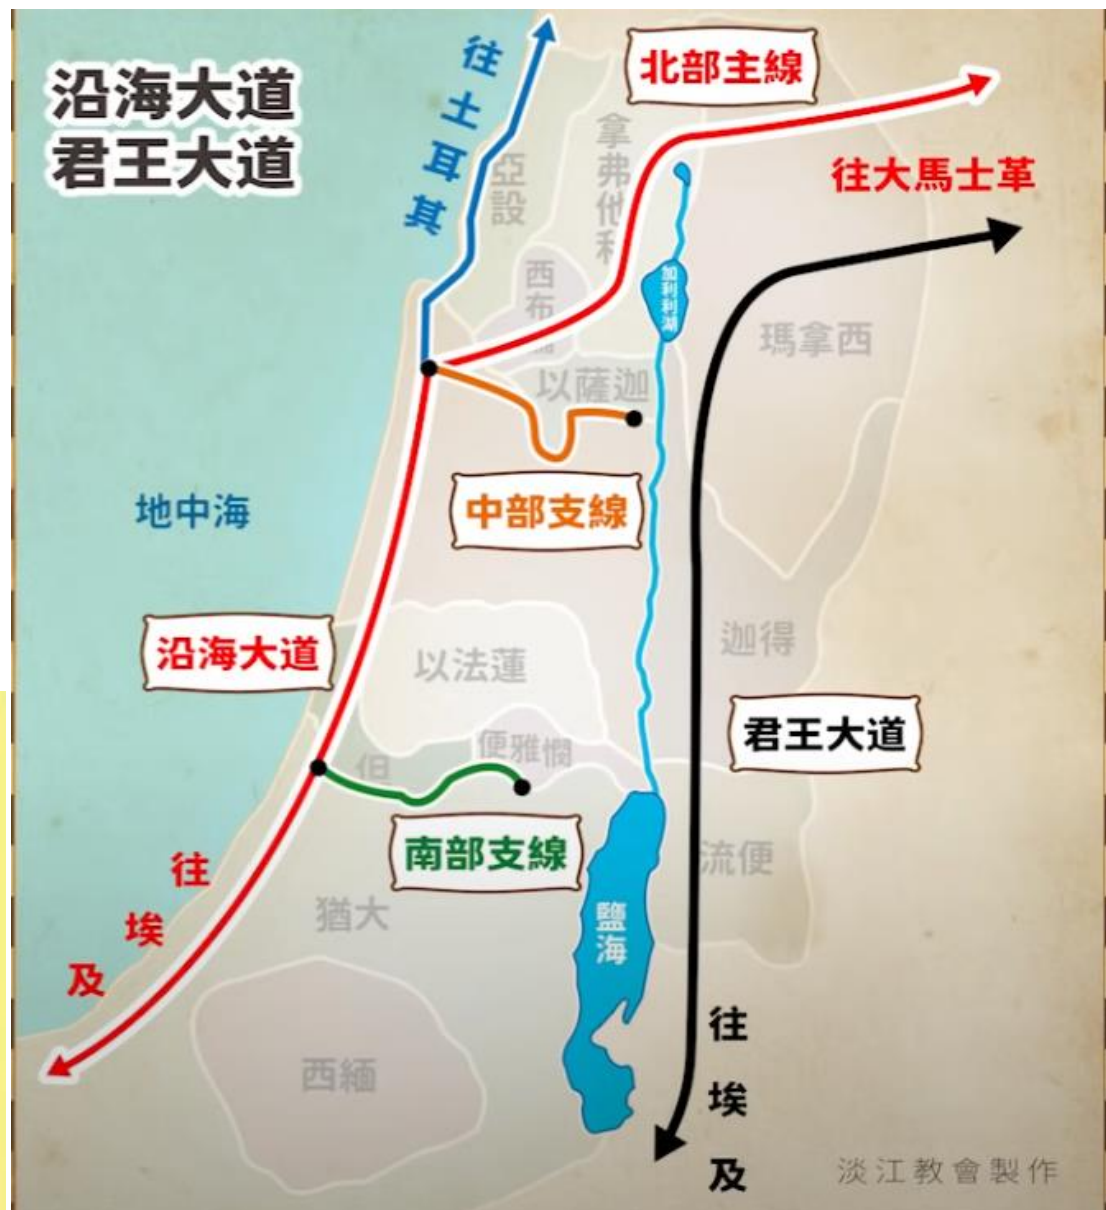 沿海大道
君王大道
往土耳其
北部主線
往大馬士革
亞設
拿弗他利
西布
加利利湖
瑪拿西
以薩迦
中部支線
地中海
沿海大道
以法蓮
迦得
君王大道
便雅憫
但
南部支線
流便
往埃及
猶大
鹽海
西緬
往埃及
淡江教會製作